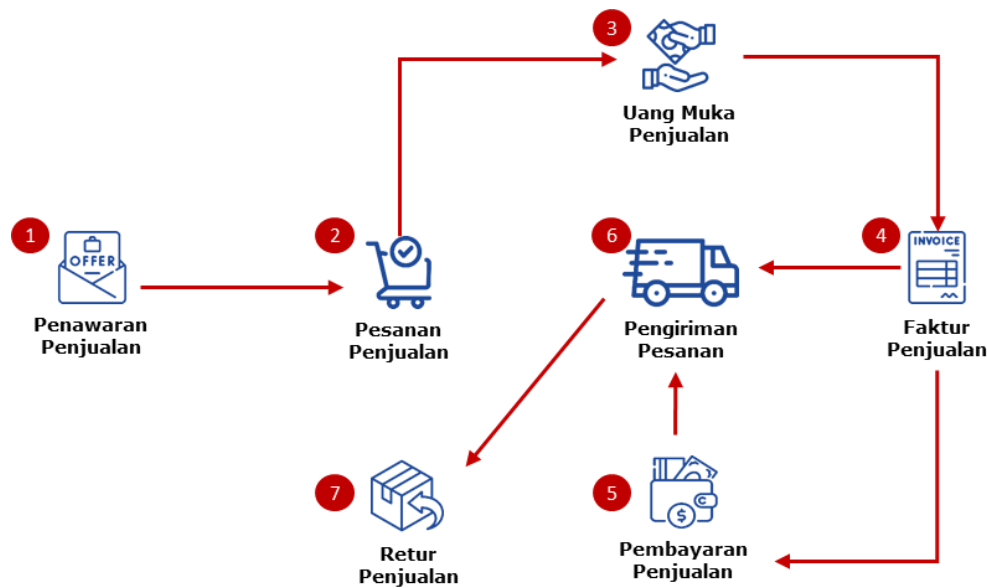 1
OFFER
Penawaran
Penjualan
2
Pesanan
Penjualan
3
Uang Muka
Penjualan
4
INVOICE
Faktur
Penjualan
5
$
Pembayaran
Penjualan
6
Pengiriman
Pesanan
7
Retur
Penjualan